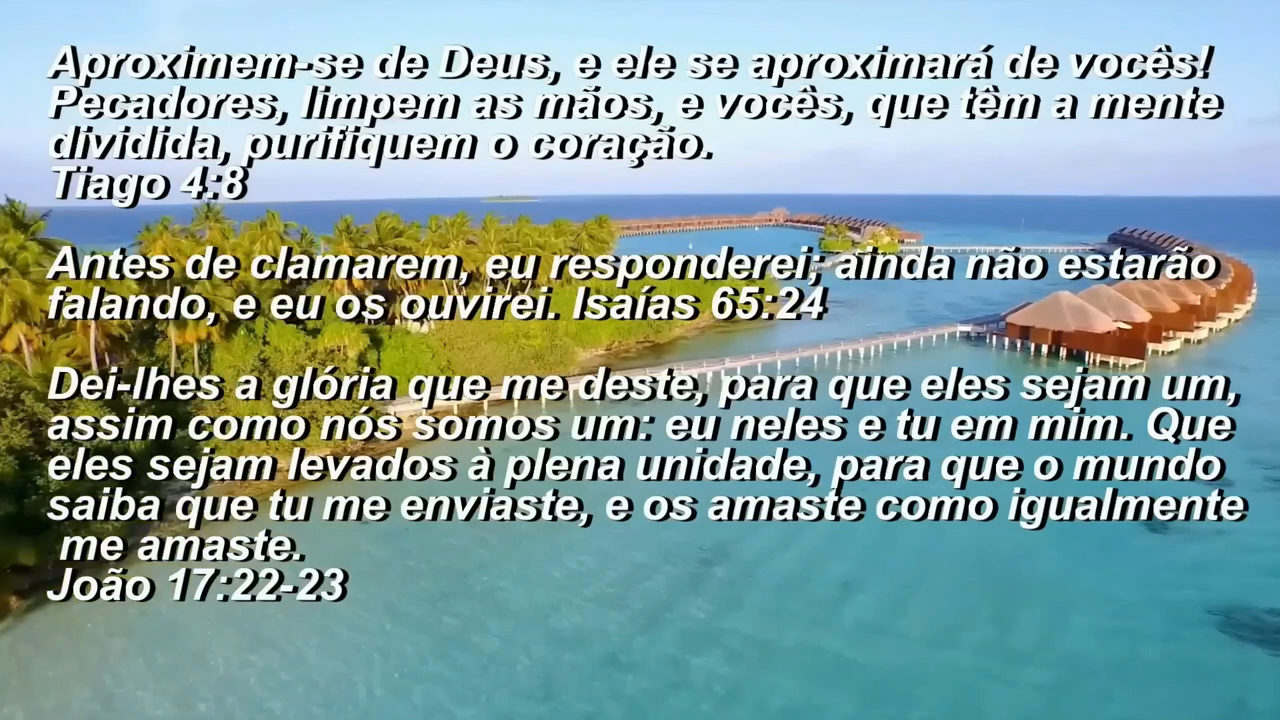 Aproximem-se de Deus, e ele se aproximará de vocês!
Pecadores, limpem as mãos, e vocês, que têm a mente
dividida, purifiquem o coração.
Tiago 4:8
Antes de clamarem, eu responderei; ainda não estarão
falando, e eu os ouvirei. Isaías 65:24
Dei-lhes a glória que me deste, para que eles sejam um,
assim como nós somos um: eu neles e tu em mim. Que
eles sejam levados à plena unidade, para que o mundo
saiba que tu me enviaste, e os amaste como igualmente
me amaste.
João 17:22-23